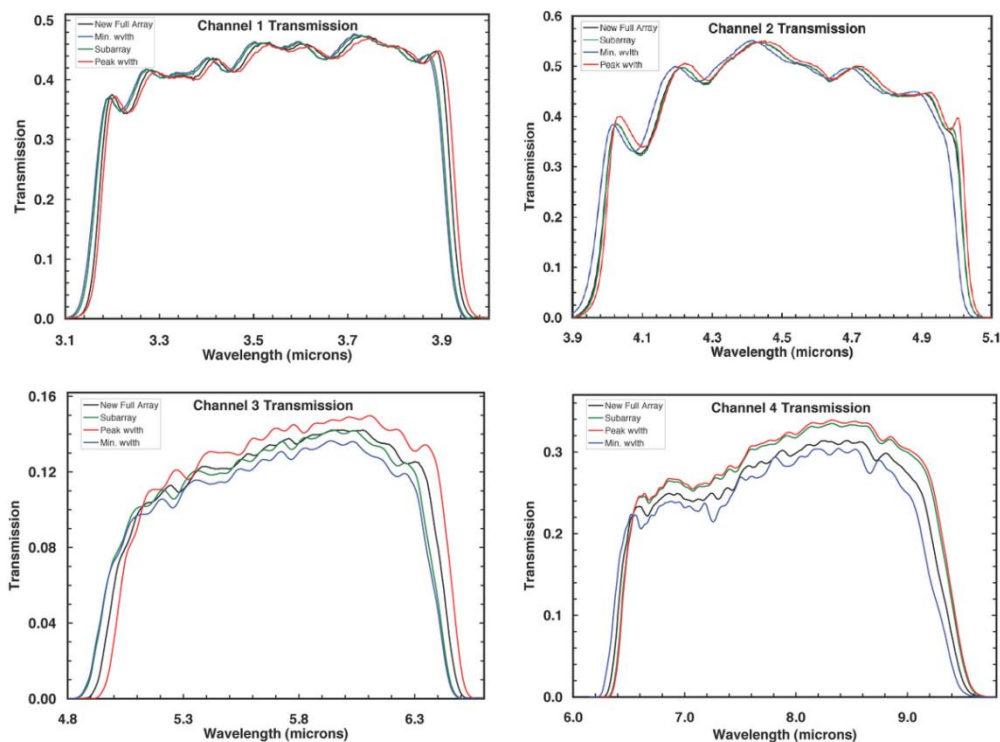 Channel 1 Transmission
New Full Array
Min. wvlth
Subarray
Peak wvlth
0.5
0.4
0.3
0.2
0.1
0.0
Transmission
3.1 3.3 3.5 3.7 3.9
Wavelength (microns)
Channel 2 Transmission
New Full Array
Subarray
Min. wvlth
Peak wvlth
0.6
0.5
0.4
0.3
0.2
0.1
0.0
Transmission
3.9 4.1 4.3 4.5 4.7 4.9 5.1
Wavelength (microns)
Channel 3 Transmission
New Full Array
Subarray
Peak wvlth
Min. wvlth
0.16
0.12
0.08
0.04
0.00
Transmission
4.8 5.3 5.8 6.3
Wavelength (microns)
Channel 4 Transmission
New Full Array
Subarray
Peak wvlth
Min. wvlth
0.3
0.2
0.1
0.0
Transmission
6.0 7.0 8.0 9.0
Wavelength (microns)